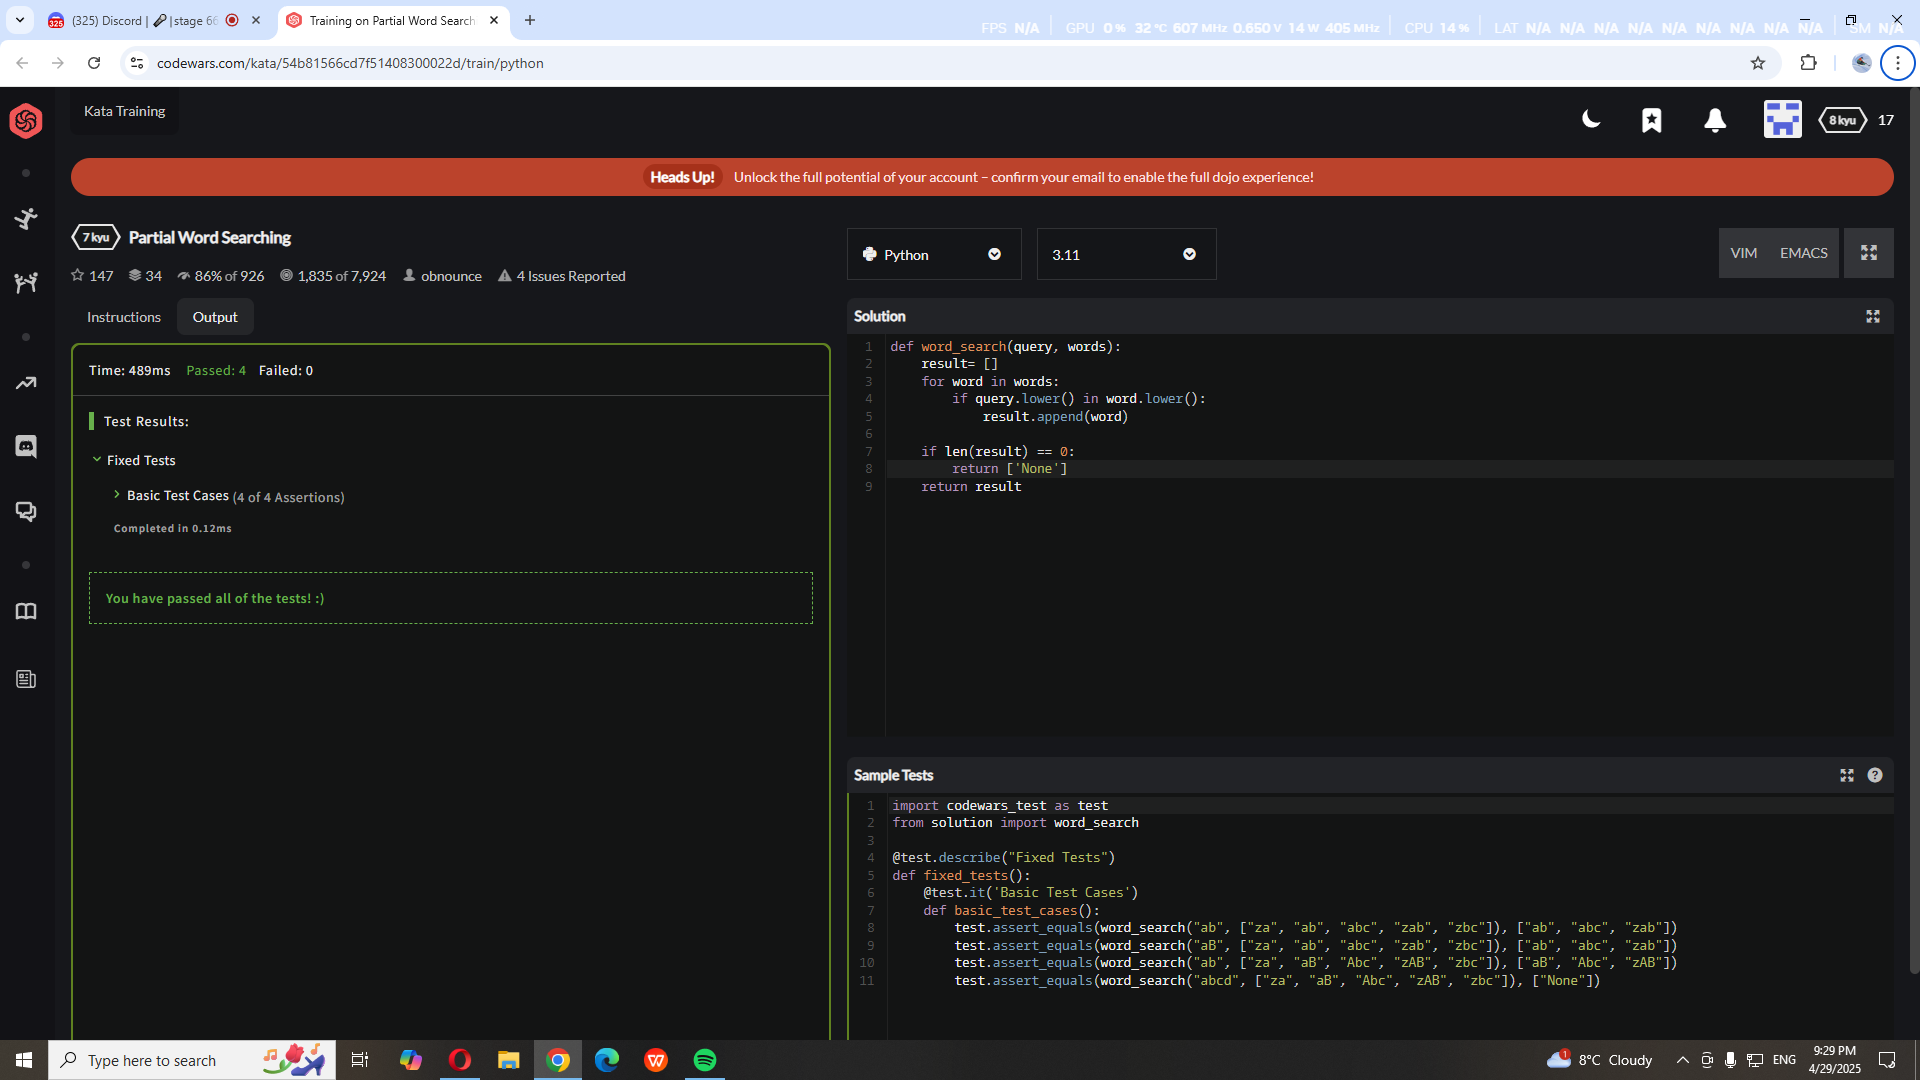 (325) Discord | 🎤|stage 66
Training on Partial Word Search
FPS N/A GPU 0 % 32 °C 607 MHz 0.650 V 14 W 405 MHz CPU 14 % LAT N/A N/A N/A N/A N/A N/A N/A N/A N/A SM N/A
codewars.com/kata/54b81566cd7f51408300022d/train/python
Kata Training
8 kyu 17
Heads Up! Unlock the full potential of your account – confirm your email to enable the full dojo experience!
7 kyu Partial Word Searching
147 34 86% of 926 1,835 of 7,924 obnounce 4 Issues Reported
Instructions Output
Time: 489ms Passed: 4 Failed: 0
Test Results:
Fixed Tests
Basic Test Cases (4 of 4 Assertions)
Completed in 0.12ms
You have passed all of the tests! :)
Python 3.11 VIM EMACS
Solution
1 def word_search(query, words):
2 result= []
3 for word in words:
4 if query.lower() in word.lower():
5 result.append(word)
6
7 if len(result) == 0:
8 return ['None']
9 return result
Sample Tests
1 import codewars_test as test
2 from solution import word_search
3
4 @test.describe("Fixed Tests")
5 def fixed_tests():
6 @test.it('Basic Test Cases')
7 def basic_test_cases():
8 test.assert_equals(word_search("ab", ["za", "ab", "abc", "zab", "zbc"]), ["ab", "abc", "zab"])
9 test.assert_equals(word_search("aB", ["za", "ab", "abc", "zab", "zbc"]), ["ab", "abc", "zab"])
10 test.assert_equals(word_search("ab", ["za", "aB", "Abc", "zAB", "zbc"]), ["aB", "Abc", "zAB"])
11 test.assert_equals(word_search("abcd", ["za", "aB", "Abc", "zAB", "zbc"]), ["None"])
Type here to search
1 8°C Cloudy ENG
9:29 PM
4/29/2025